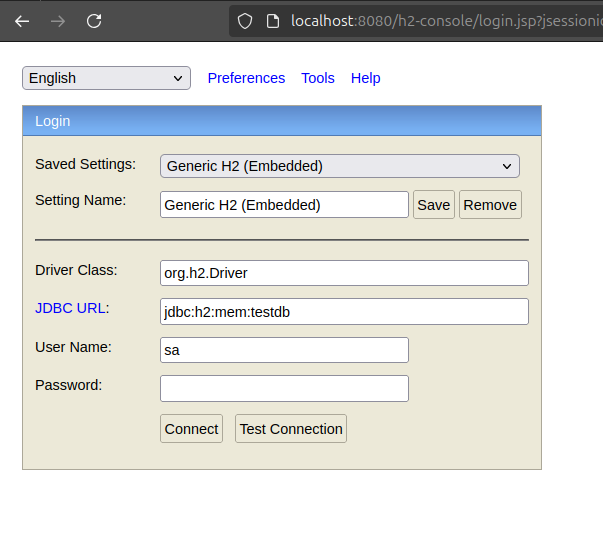 localhost:8080/h2-console/login.jsp?jsessionid
English Preferences Tools Help
Login
Saved Settings: Generic H2 (Embedded)
Setting Name: Generic H2 (Embedded) Save Remove
Driver Class: org.h2.Driver
JDBC URL: jdbc:h2:mem:testdb
User Name: sa
Password:
Connect Test Connection